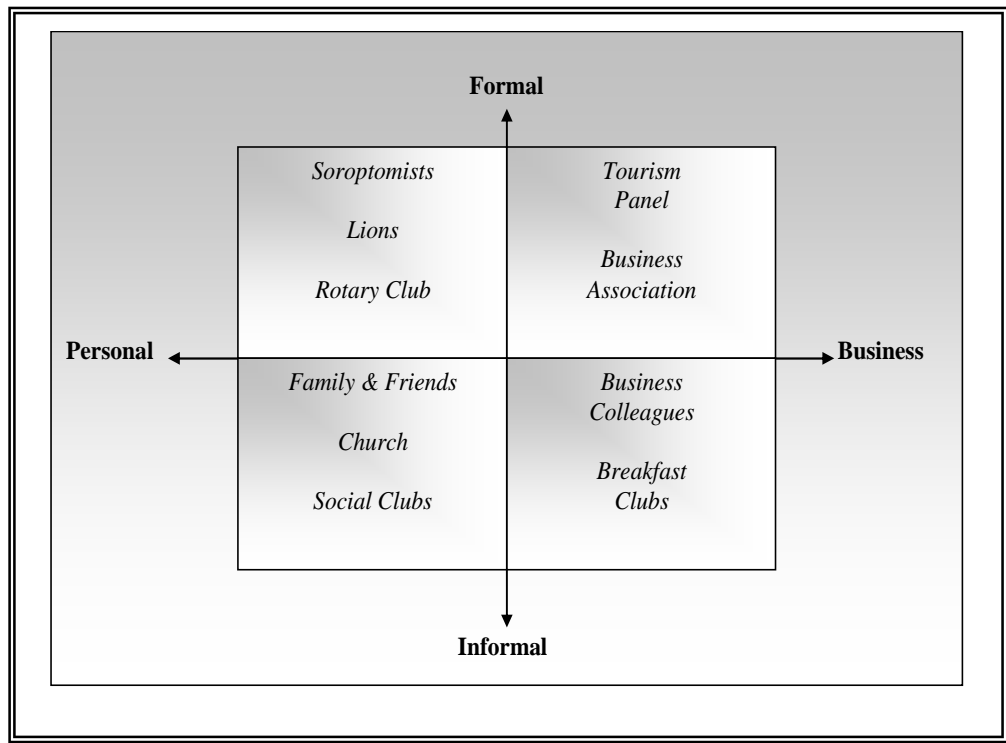 Formal
Soroptomists
Lions
Rotary Club
Tourism
Panel
Business
Association
Personal
Business
Family & Friends
Church
Social Clubs
Business
Colleagues
Breakfast
Clubs
Informal